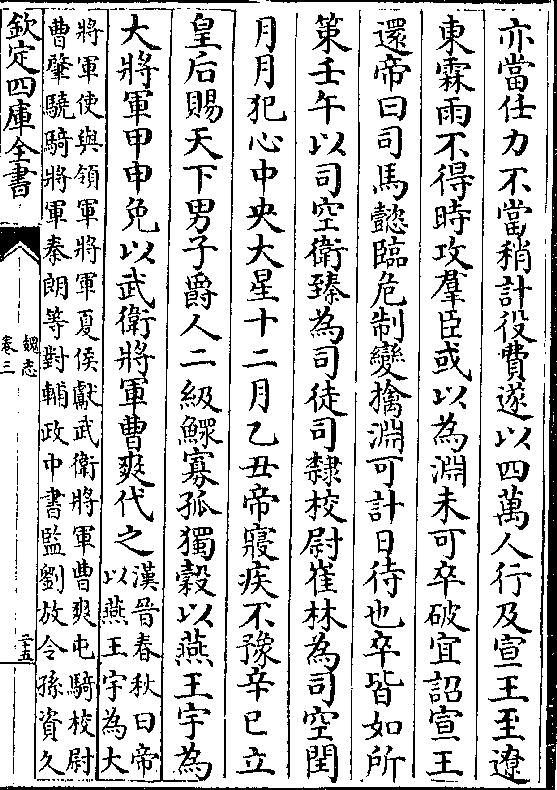 亦當仕力不當稍計役費遂以四萬人行及宣王至遼
東霖雨不得時攻羣臣或以為淵未可卒破宜詔宣王
還帝曰司馬懿臨危制變擒淵可計日待也卒皆如所
策壬午以司空衛臻為司徒司隸校尉崔林為司空閏
月月犯心中央大星十二月乙丑帝寢疾不豫辛巳立
皇后賜天下男子爵人二級鰥寡孤獨穀以燕王宇為
大將軍甲申免以武衛將軍曹爽代之
漢晉春秋曰帝
以燕王宇為大
將軍使與領軍將軍夏侯獻武衛將軍曹爽屯騎校尉
曹肇驍騎將軍秦朗等對輔政中書監劉放令孫資久
欽定四庫全書
魏志
卷三
三五